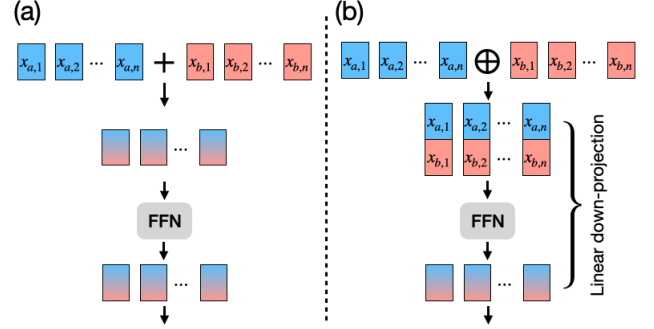 (a)
x_{a,1} x_{a,2} ... x_{a,n} + x_{b,1} x_{b,2} ... x_{b,n}
...
FFN
...
(b)
x_{a,1} x_{a,2} ... x_{a,n} ⊕ x_{b,1} x_{b,2} ... x_{b,n}
x_{a,1} x_{a,2} ... x_{a,n}
x_{b,1} x_{b,2} ... x_{b,n}
FFN
...
Linear down-projection